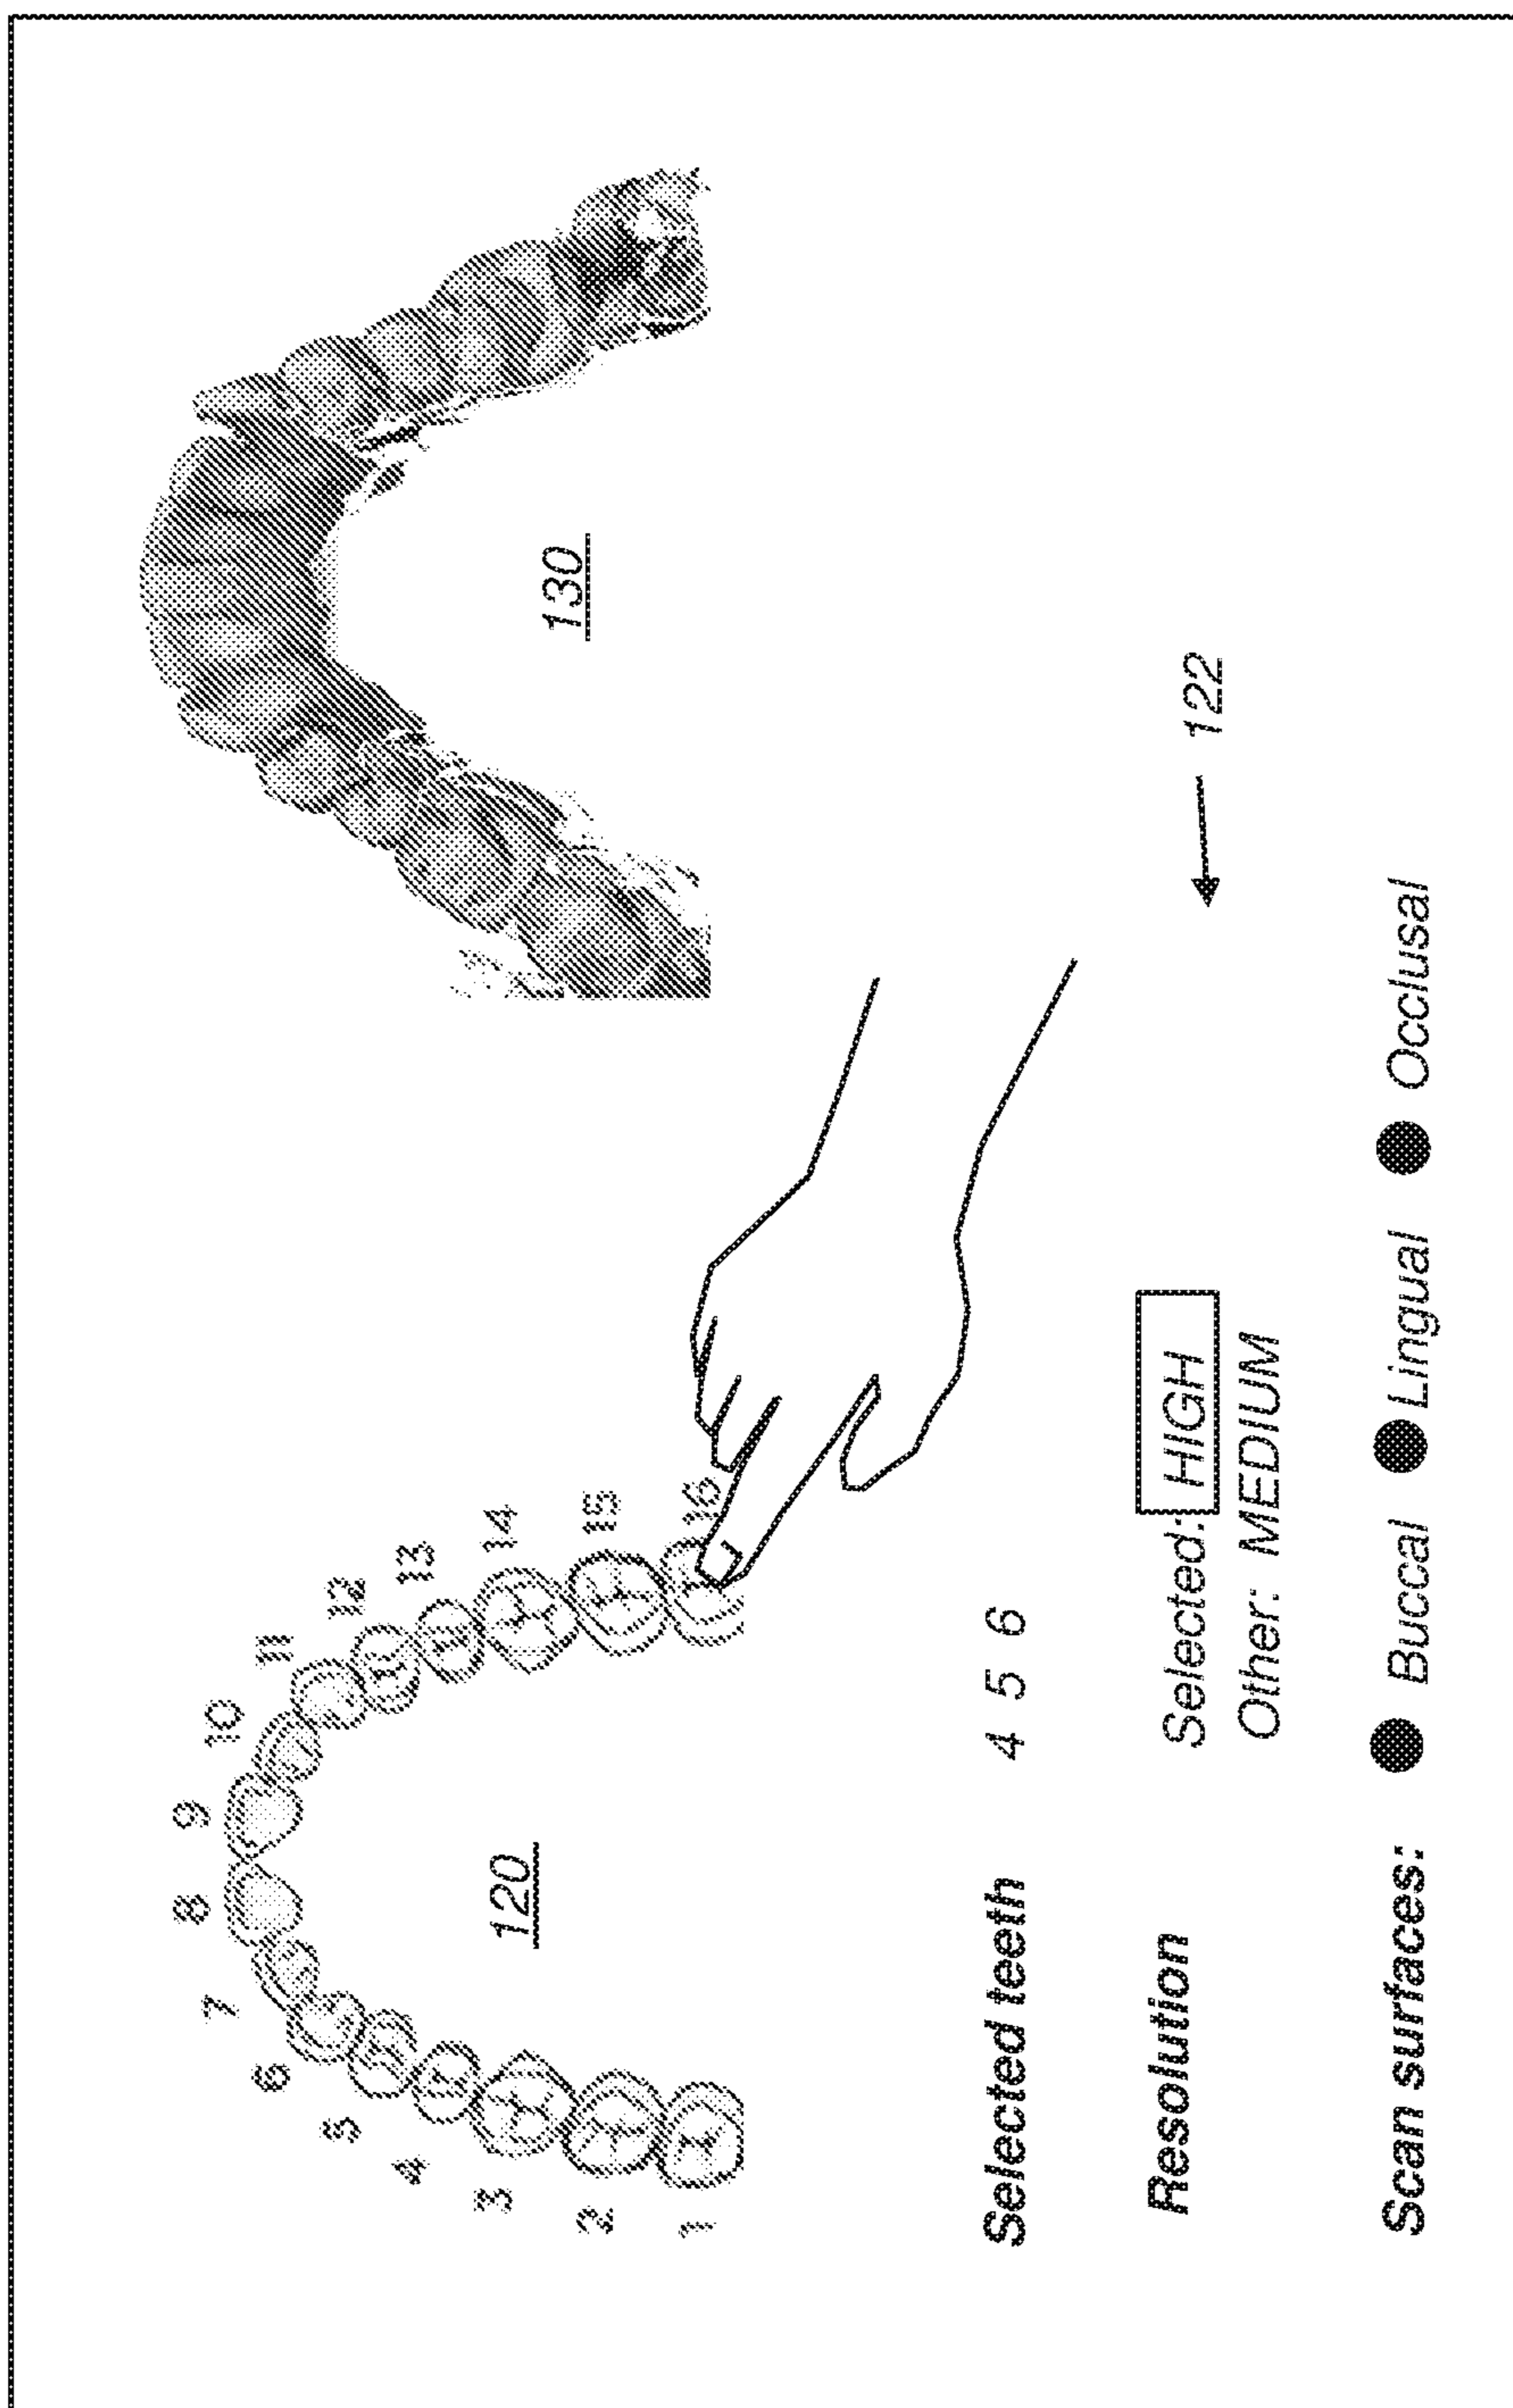 1 2 3 4 5 6 7 8 9 10 11 12 13 14 15 16
120
130
Selected teeth 4 5 6
Resolution Selected: HIGH
Other: MEDIUM
122
Scan surfaces: Buccal Lingual Occlusal